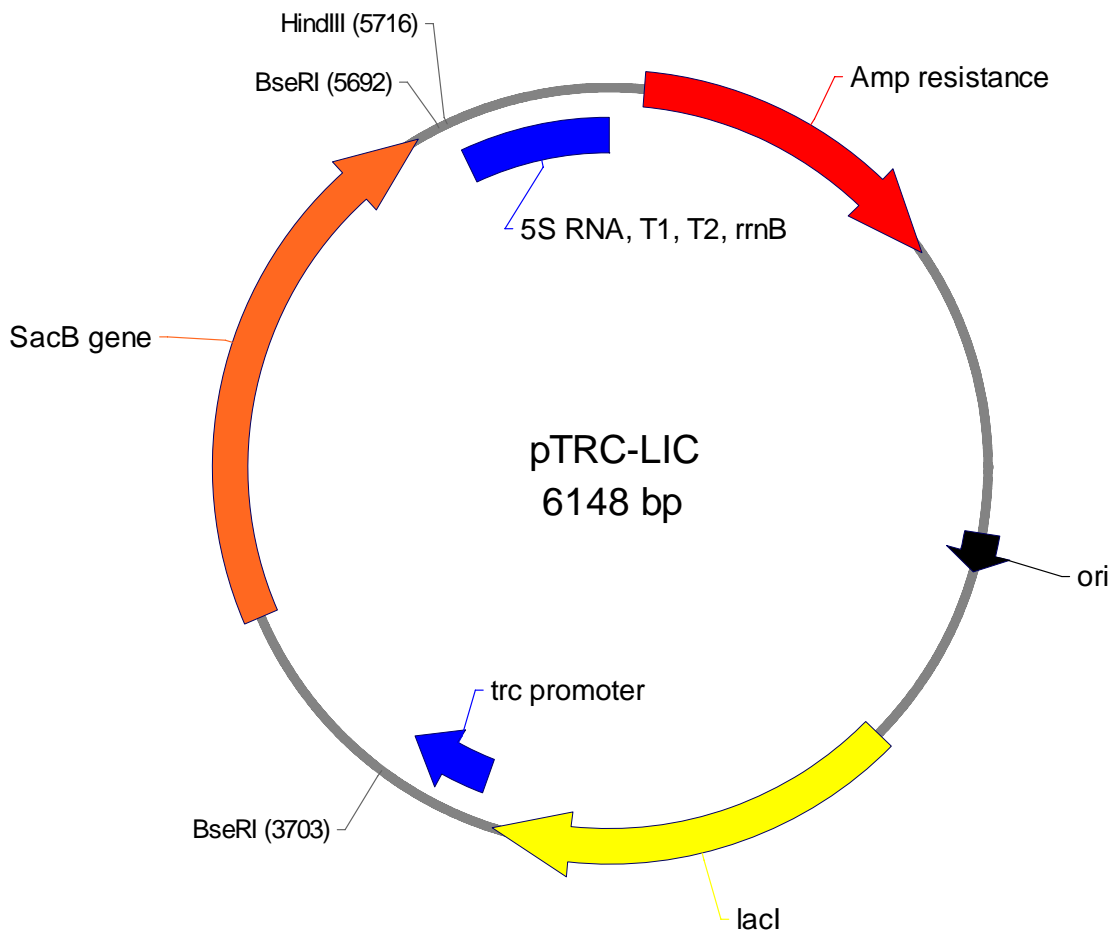 HindIII (5716)
BseRI (5692)
Amp resistance
5S RNA, T1, T2, rrnB
SacB gene
pTRC-LIC
6148 bp
ori
trc promoter
BseRI (3703)
lacI